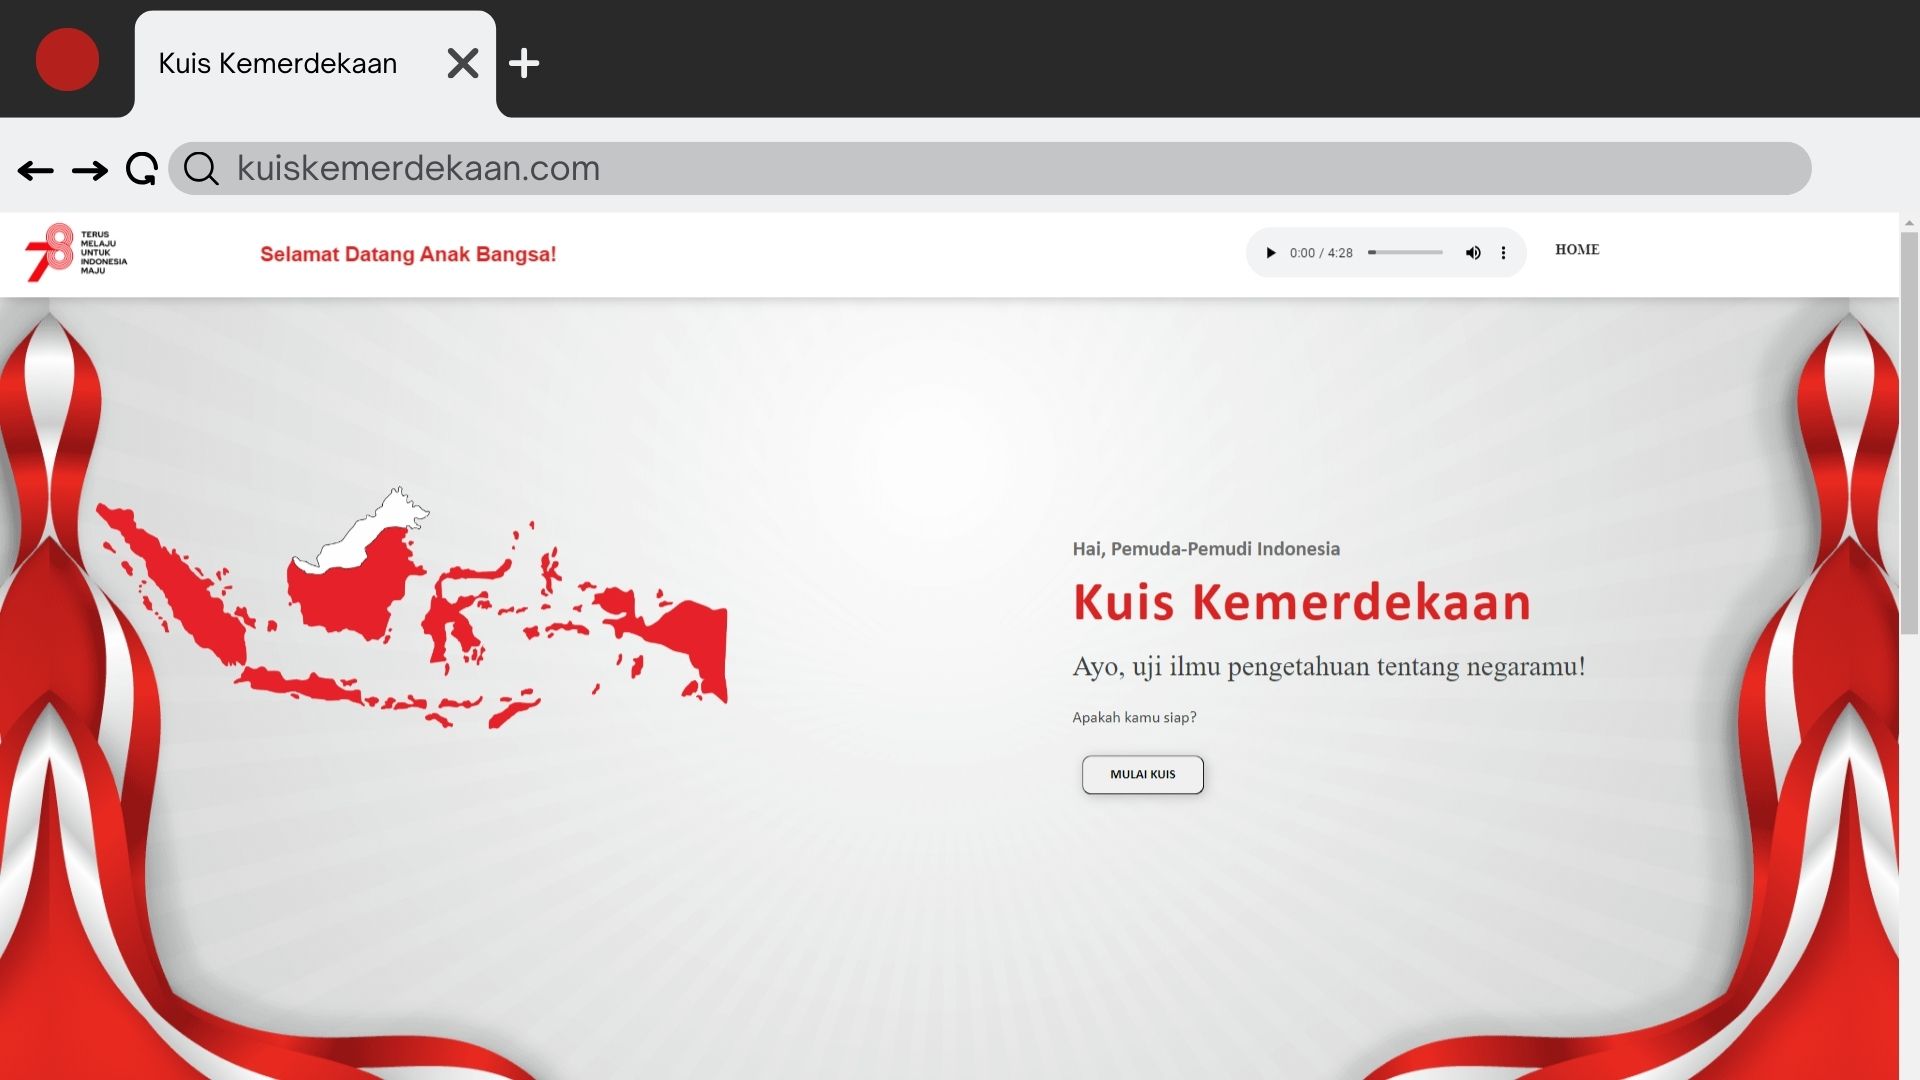 Kuis Kemerdekaan
kuiskemerdekaan.com
78
TERUS
MELAJU
UNTUK
INDONESIA
MAJU
Selamat Datang Anak Bangsa!
0:00 / 4:28
HOME
Hai, Pemuda-Pemudi Indonesia
Kuis Kemerdekaan
Ayo, uji ilmu pengetahuan tentang negaramu!
Apakah kamu siap?
MULAI KUIS